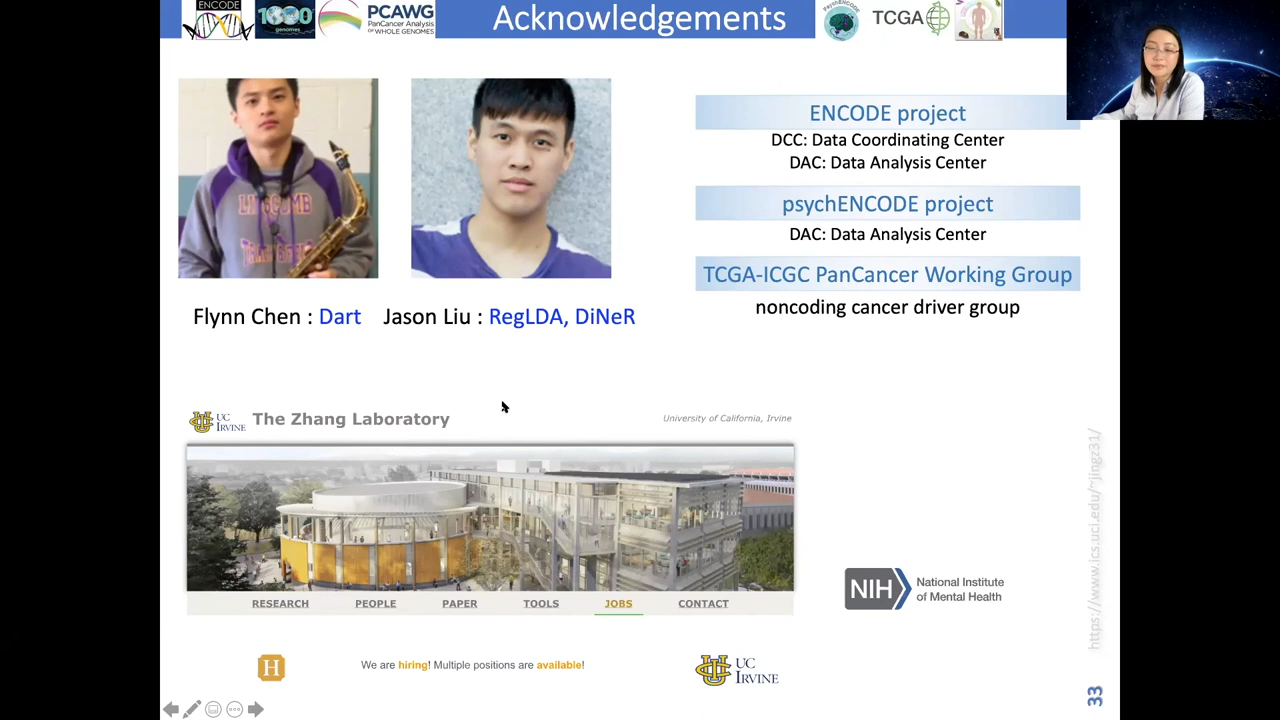 ENCODE
1000
genomes
PCAWG
PanCancer Analysis
OF WHOLE GENOMES
Acknowledgements
PsychENCODE
TCGA
LINSCOMB
Flynn Chen : Dart
Jason Liu : RegLDA, DiNeR
ENCODE project
DCC: Data Coordinating Center
DAC: Data Analysis Center
psychENCODE project
DAC: Data Analysis Center
TCGA-ICGC PanCancer Working Group
noncoding cancer driver group
UC
IRVINE
The Zhang Laboratory
University of California, Irvine
RESEARCH
PEOPLE
PAPER
TOOLS
JOBS
CONTACT
H
We are hiring! Multiple positions are available!
UC
IRVINE
NIH
National Institute
of Mental Health
https://www.ics.uci.edu/~jingz31/
33